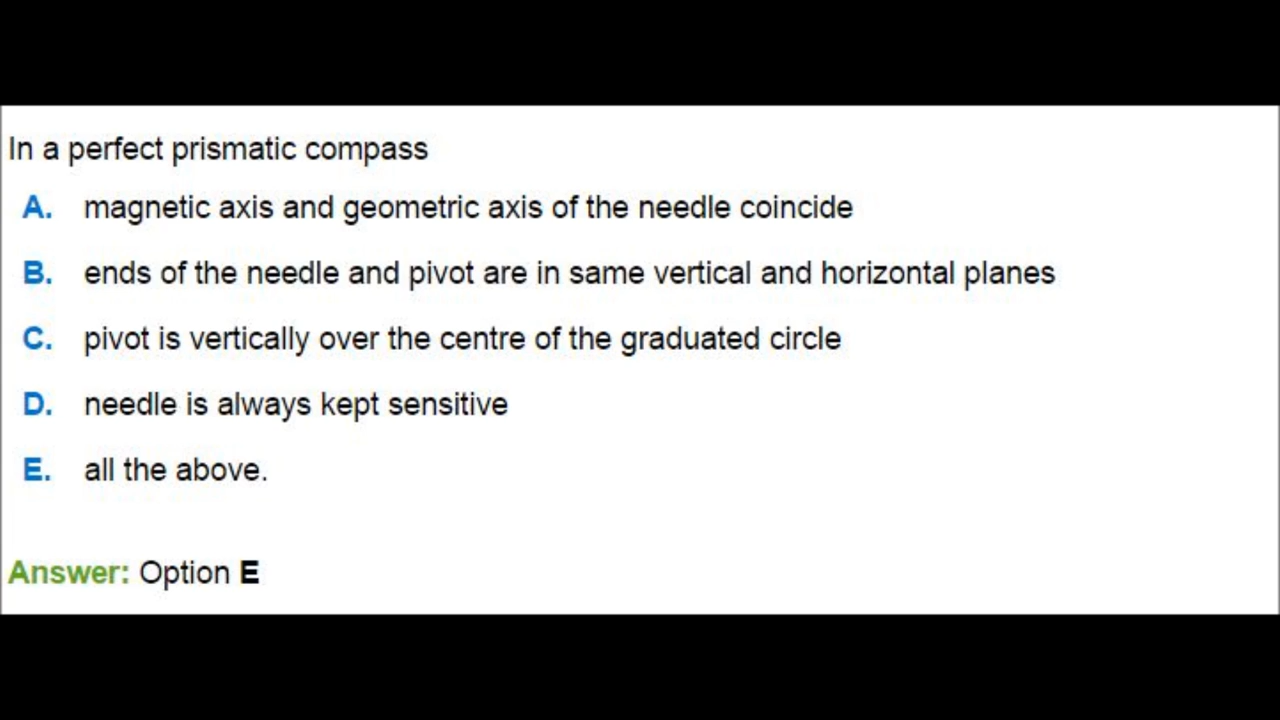 In a perfect prismatic compass
A. magnetic axis and geometric axis of the needle coincide
B. ends of the needle and pivot are in same vertical and horizontal planes
C. pivot is vertically over the centre of the graduated circle
D. needle is always kept sensitive
E. all the above.
Answer: Option E